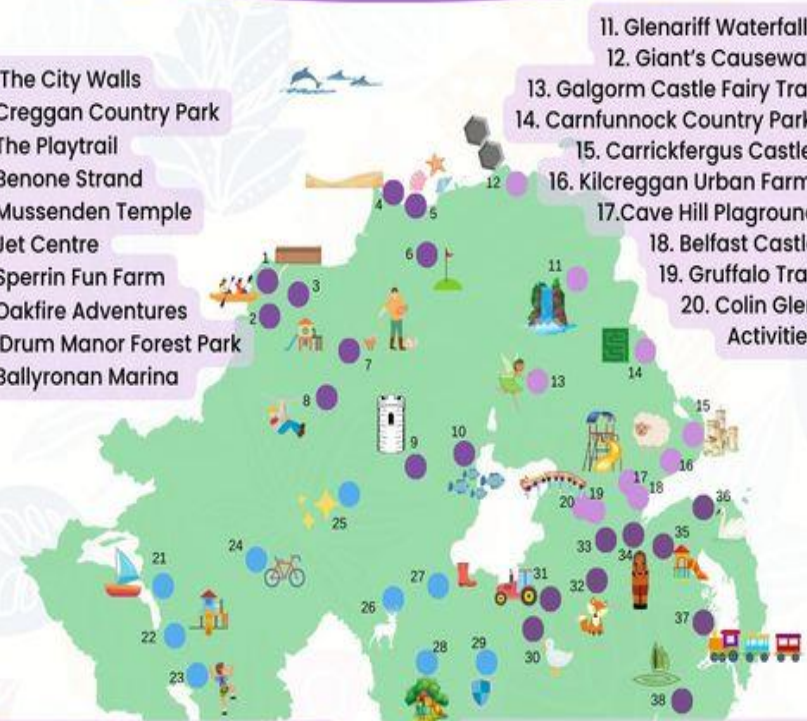 The City Walls
Creggan Country Park
The Playtrail
Benone Strand
Mussenden Temple
Jet Centre
Sperrin Fun Farm
Oakfire Adventures
Drum Manor Forest Park
Ballyronan Marina
11. Glenariff Waterfall
12. Giant's Causewa
13. Galgorm Castle Fairy Tra
14. Carnfunnock Country Park
15. Carrickfergus Castle
16. Kilcreggan Urban Farm
17.Cave Hill Plaground
18. Belfast Castl
19. Gruffalo Tra
20. Colin Gle
Activitie
12
4
5
6
1
3
11
2
7
14
13
8
15
9
10
16
17
18
19
20
36
25
33
34
35
24
21
27
31
32
26
22
37
30
28
29
23
38